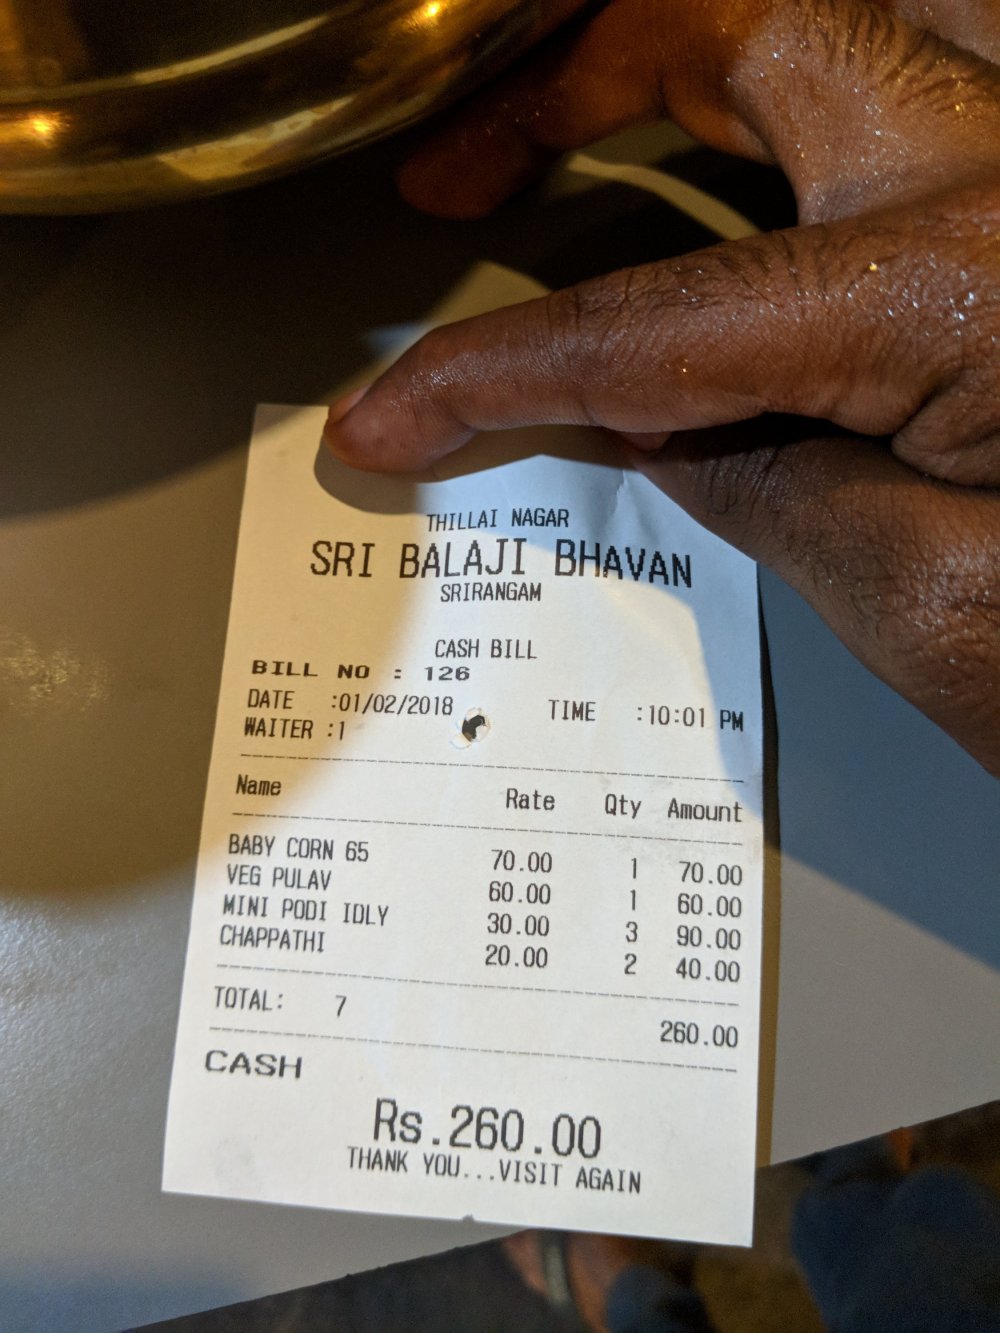 THILLAI NAGAR
SRI BALAJI BHAVAN
SRIRANGAM
CASH BILL
BILL NO : 126
DATE :01/02/2018 TIME :10:01 PM
WAITER :1
Name Rate Qty Amount
BABY CORN 65 70.00 1 70.00
VEG PULAV 60.00 1 60.00
MINI PODI IDLY 30.00 3 90.00
CHAPPATHI 20.00 2 40.00
TOTAL: 7 260.00
CASH
Rs.260.00
THANK YOU...VISIT AGAIN